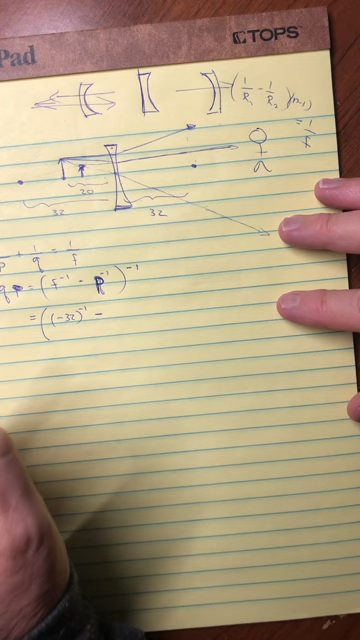 Pad
TOPS
(1/R₁ - 1/R₂)(n-1)
= 1/f
20
32
32
a
1/p + 1/q = 1/f
q = (f⁻¹ - p⁻¹)⁻¹
= ((-32)⁻¹ -